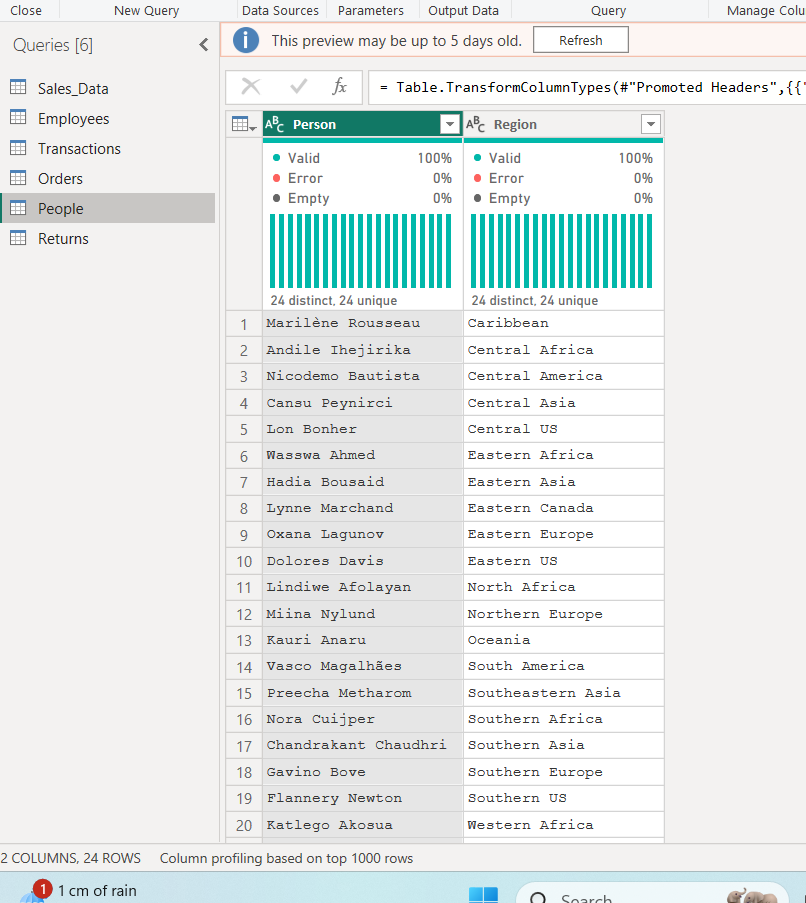 Close New Query Data Sources Parameters Output Data Query Manage Colu
Queries [6]
This preview may be up to 5 days old. Refresh
fx = Table.TransformColumnTypes(#"Promoted Headers",{{"
Sales_Data
Employees
Transactions
Orders
People
Returns
ABC Person ABC Region
Valid 100% Valid 100%
Error 0% Error 0%
Empty 0% Empty 0%
24 distinct, 24 unique 24 distinct, 24 unique
1 Marilène Rousseau Caribbean
2 Andile Ihejirika Central Africa
3 Nicodemo Bautista Central America
4 Cansu Peynirci Central Asia
5 Lon Bonher Central US
6 Wasswa Ahmed Eastern Africa
7 Hadia Bousaid Eastern Asia
8 Lynne Marchand Eastern Canada
9 Oxana Lagunov Eastern Europe
10 Dolores Davis Eastern US
11 Lindiwe Afolayan North Africa
12 Miina Nylund Northern Europe
13 Kauri Anaru Oceania
14 Vasco Magalhães South America
15 Preecha Metharom Southeastern Asia
16 Nora Cuijper Southern Africa
17 Chandrakant Chaudhri Southern Asia
18 Gavino Bove Southern Europe
19 Flannery Newton Southern US
20 Katlego Akosua Western Africa
2 COLUMNS, 24 ROWS Column profiling based on top 1000 rows
1 1 cm of rain
Search